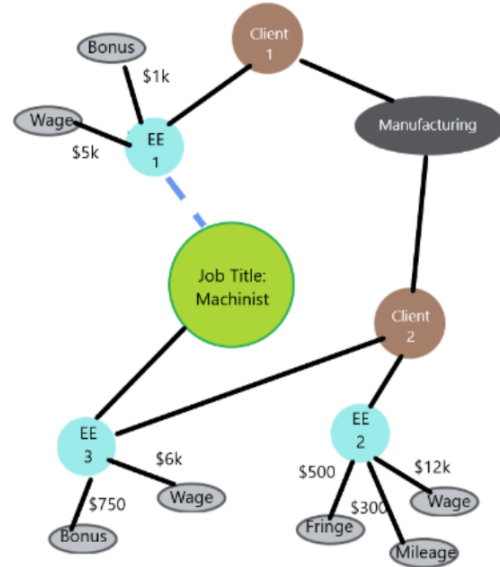 Client
1
Bonus
$1k
Wage
$5k
EE
1
Manufacturing
Job Title:
Machinist
Client
2
EE
3
$6k
Wage
$750
Bonus
EE
2
$500
$12k
$300
Wage
Fringe
Mileage